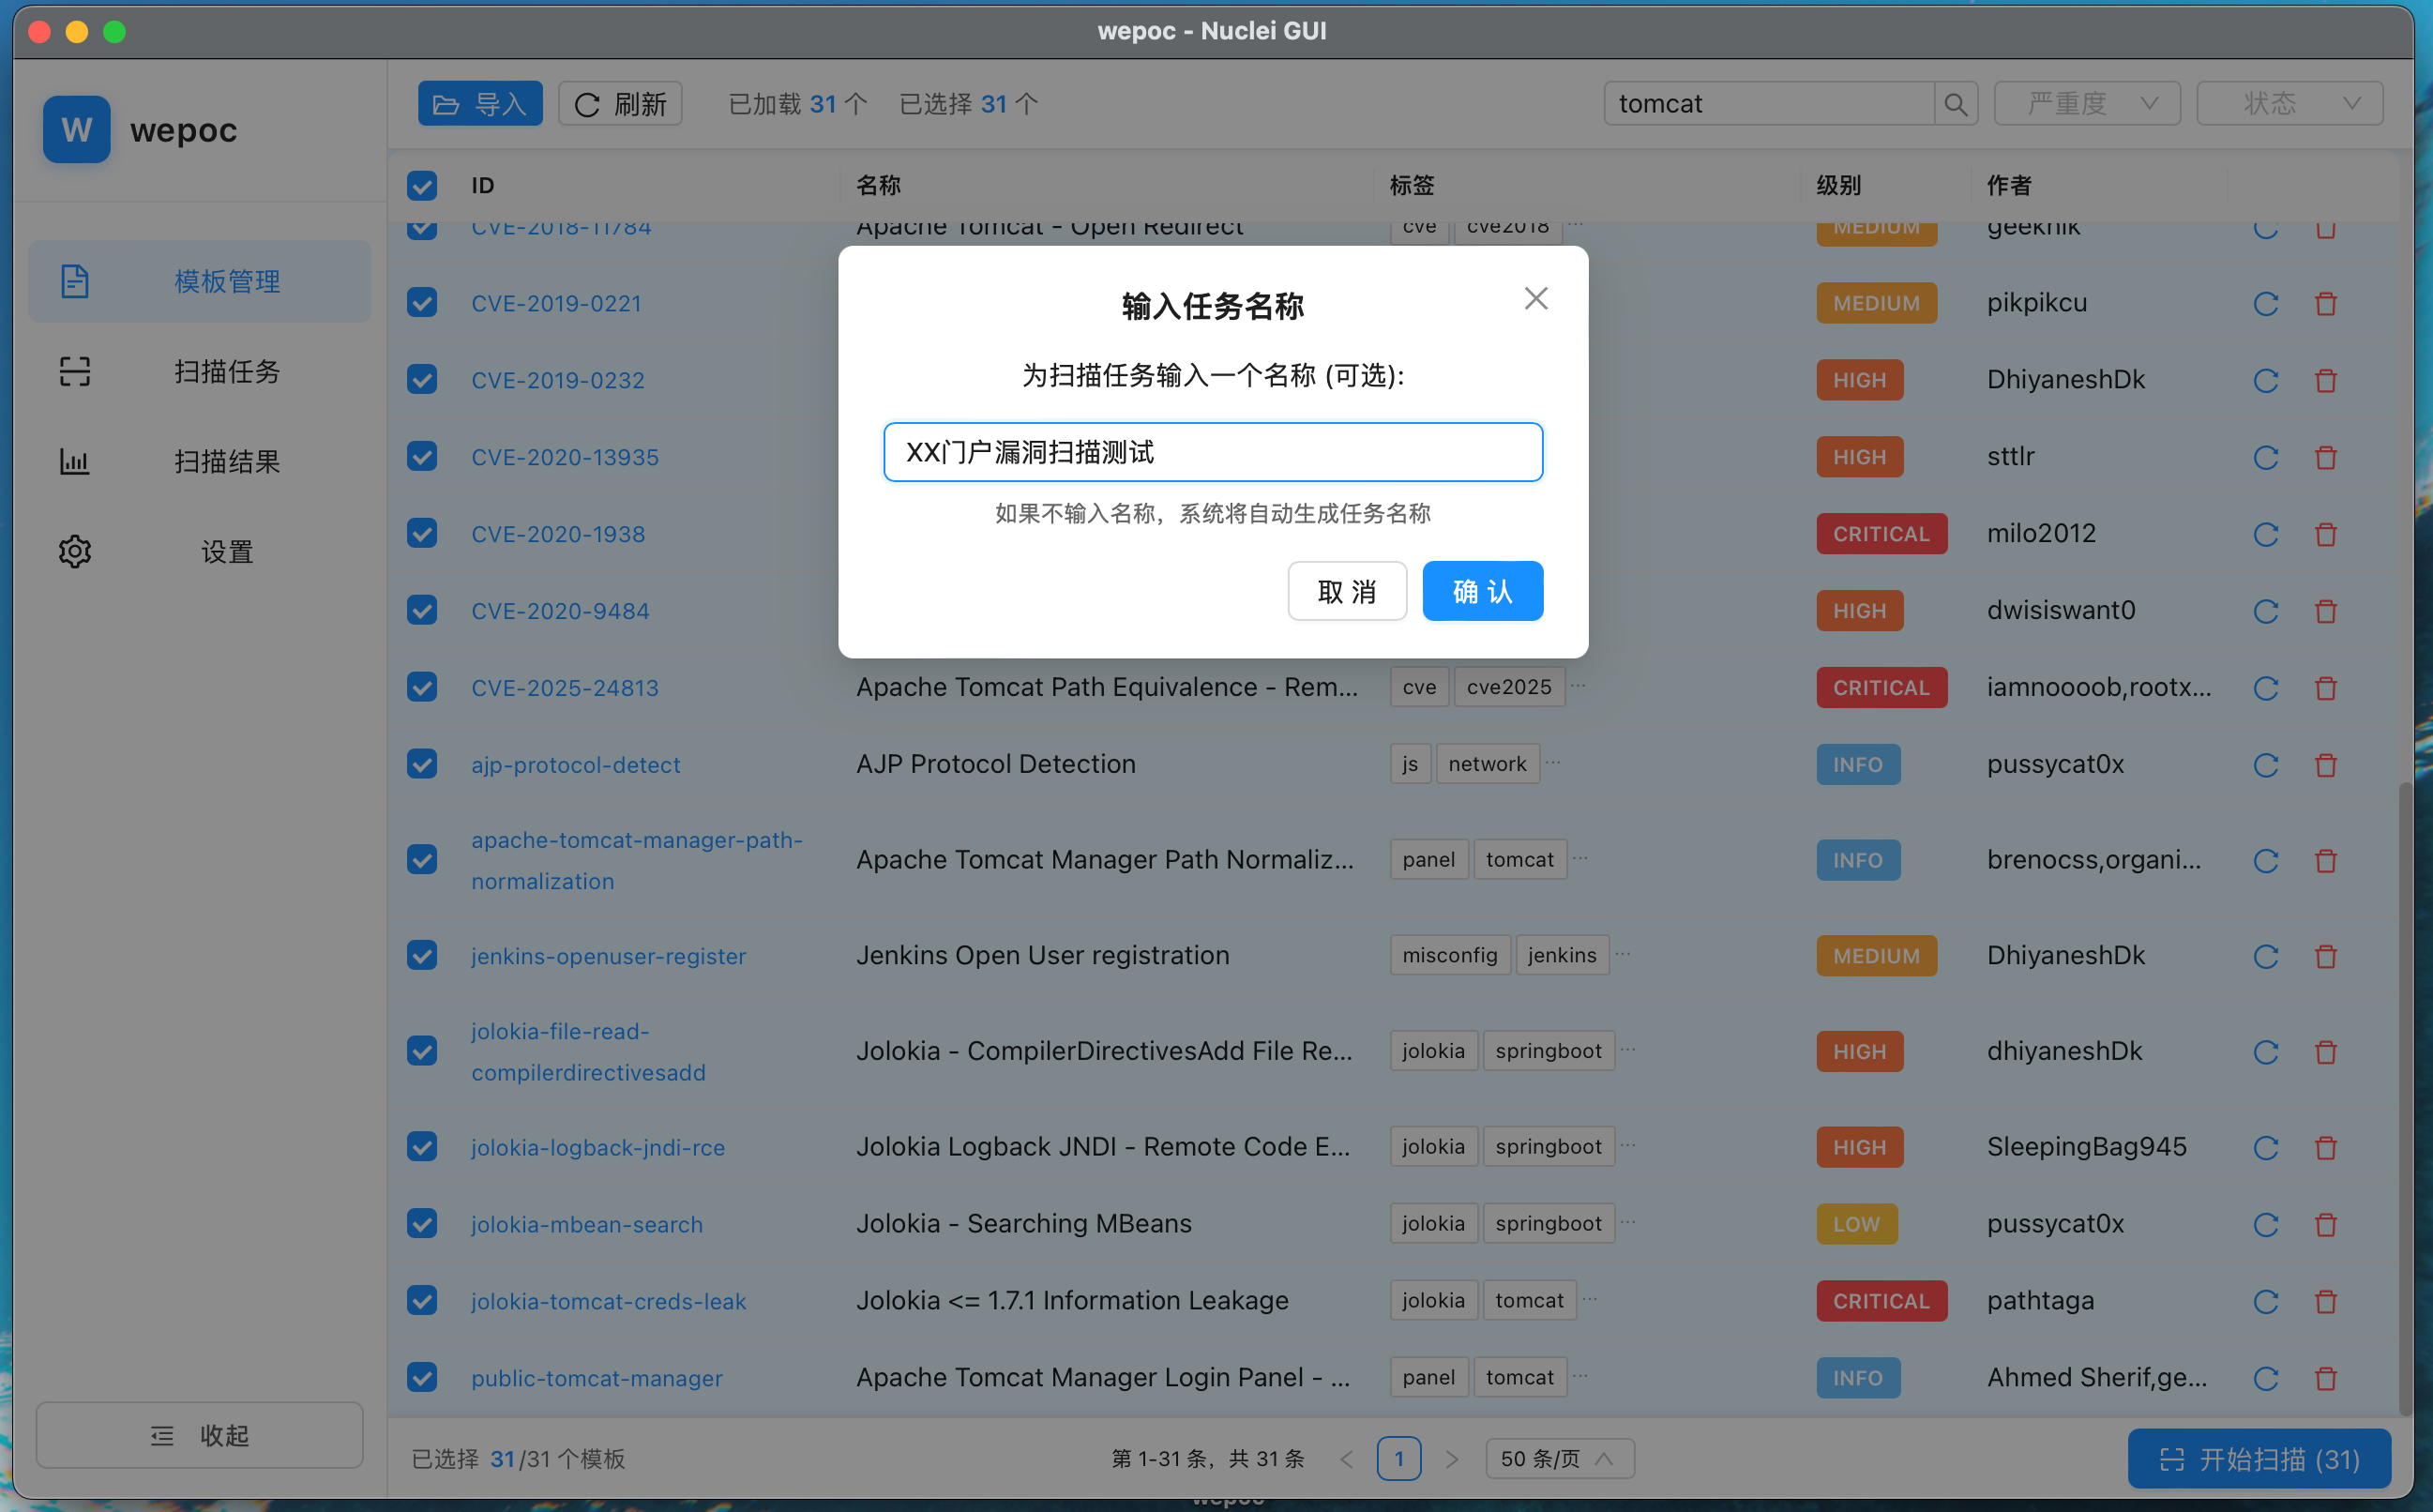 wepoc - Nuclei GUI
W wepoc
导入 刷新 已加载 31 个 已选择 31 个 tomcat 严重度 状态
模板管理
扫描任务
扫描结果
设置
收起
ID 名称 标签 级别 作者
CVE-2018-11784 Apache Tomcat - Open Redirect cve cve2018 ... MEDIUM geeknik
CVE-2019-0221 MEDIUM pikpikcu
CVE-2019-0232 HIGH DhiyaneshDk
CVE-2020-13935 HIGH sttlr
CVE-2020-1938 CRITICAL milo2012
CVE-2020-9484 HIGH dwisiswant0
CVE-2025-24813 Apache Tomcat Path Equivalence - Rem... cve cve2025 ... CRITICAL iamnoooob,rootx...
ajp-protocol-detect AJP Protocol Detection js network ... INFO pussycat0x
apache-tomcat-manager-path-
normalization Apache Tomcat Manager Path Normaliz... panel tomcat ... INFO brenocss,organi...
jenkins-openuser-register Jenkins Open User registration misconfig jenkins ... MEDIUM DhiyaneshDk
jolokia-file-read-
compilerdirectivesadd Jolokia - CompilerDirectivesAdd File Re... jolokia springboot ... HIGH dhiyaneshDk
jolokia-logback-jndi-rce Jolokia Logback JNDI - Remote Code E... jolokia springboot ... HIGH SleepingBag945
jolokia-mbean-search Jolokia - Searching MBeans jolokia springboot ... LOW pussycat0x
jolokia-tomcat-creds-leak Jolokia <= 1.7.1 Information Leakage jolokia tomcat ... CRITICAL pathtaga
public-tomcat-manager Apache Tomcat Manager Login Panel - ... panel tomcat ... INFO Ahmed Sherif,ge...
已选择 31/31 个模板 第 1-31 条，共 31 条 1 50 条/页 开始扫描 (31)
输入任务名称
为扫描任务输入一个名称 (可选):
XX门户漏洞扫描测试
如果不输入名称，系统将自动生成任务名称
取 消 确 认
wepoc